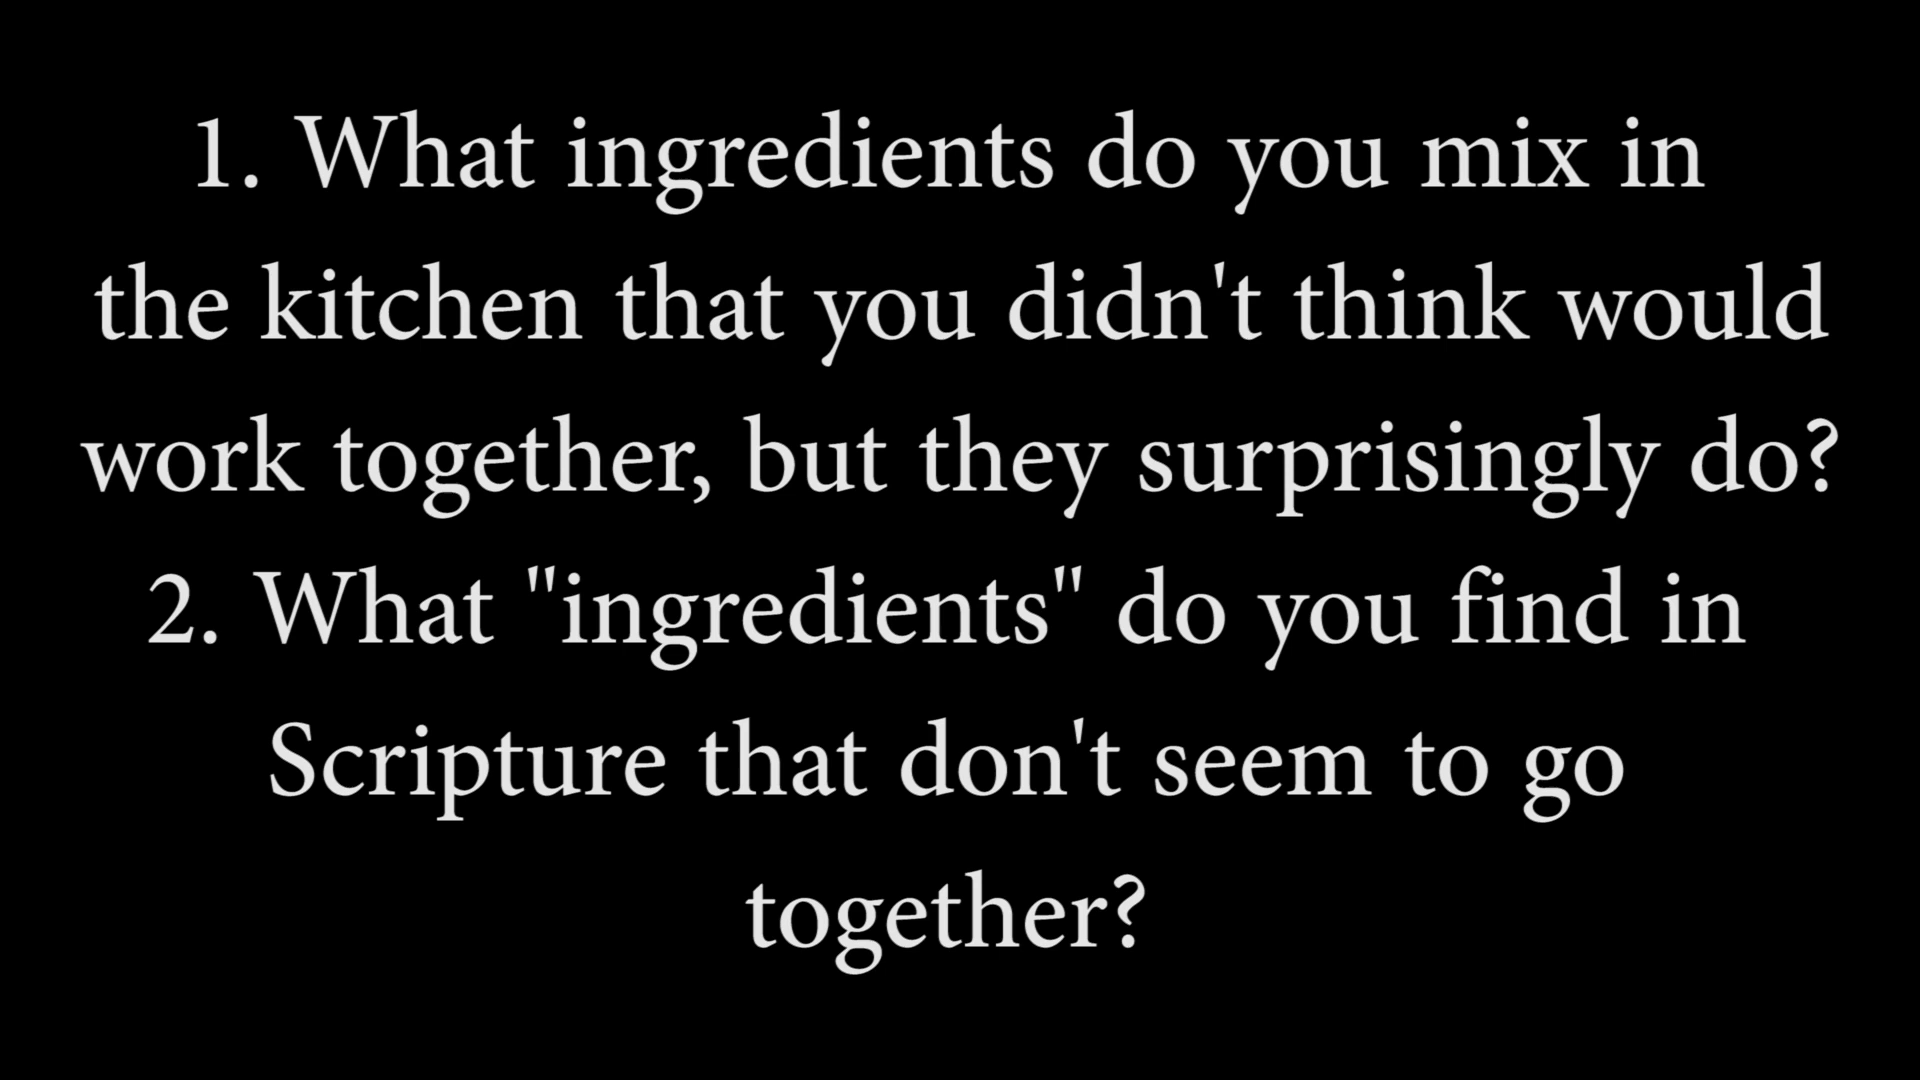 1. What ingredients do you mix in
the kitchen that you didn't think would
work together, but they surprisingly do?
2. What "ingredients" do you find in
Scripture that don't seem to go
together?